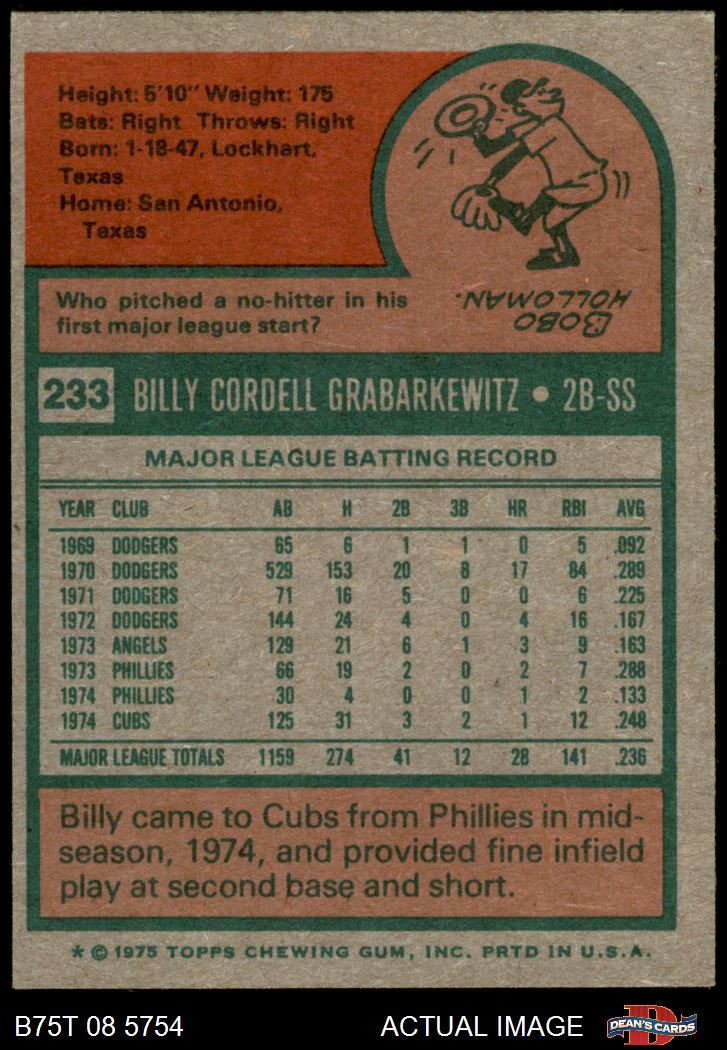 Height: 5'10" Weight: 175
Bats: Right Throws: Right
Born: 1-18-47, Lockhart,
Texas
Home: San Antonio,
Texas
Who pitched a no-hitter in his
first major league start?
BOBO
HOLLOMAN.
233 BILLY CORDELL GRABARKEWITZ • 2B-SS
MAJOR LEAGUE BATTING RECORD
YEAR CLUB AB H 2B 3B HR RBI AVG
1969 DODGERS 65 6 1 1 0 5 .092
1970 DODGERS 529 153 20 8 17 84 .289
1971 DODGERS 71 16 5 0 0 6 .225
1972 DODGERS 144 24 4 0 4 16 .167
1973 ANGELS 129 21 6 1 3 9 .163
1973 PHILLIES 66 19 2 0 2 7 .288
1974 PHILLIES 30 4 0 0 1 2 .133
1974 CUBS 125 31 3 2 1 12 .248
MAJOR LEAGUE TOTALS 1159 274 41 12 28 141 .236
Billy came to Cubs from Phillies in mid-
season, 1974, and provided fine infield
play at second base and short.
* © 1975 TOPPS CHEWING GUM, INC. PRTD IN U.S.A.
B75T 08 5754 ACTUAL IMAGE D DEAN'S CARDS